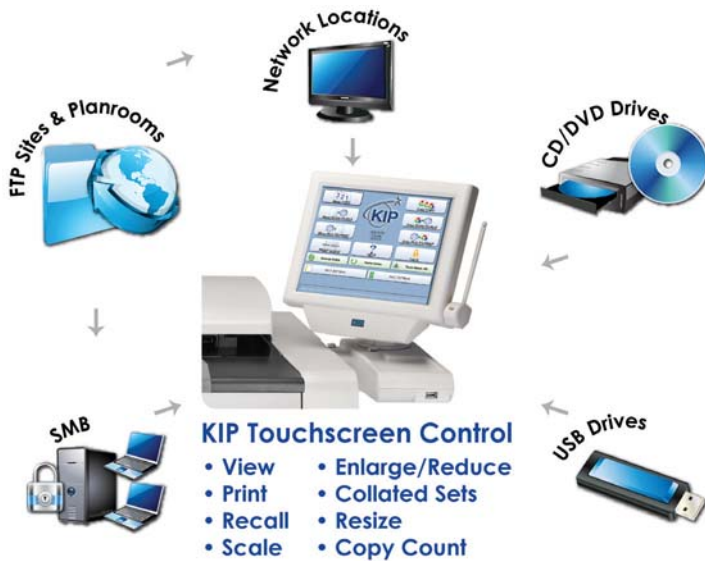 Network Locations
FTP Sites & Planrooms
CD/DVD Drives
KIP
SMB
USB Drives
KIP Touchscreen Control
• View
• Print
• Recall
• Scale
• Enlarge/Reduce
• Collated Sets
• Resize
• Copy Count